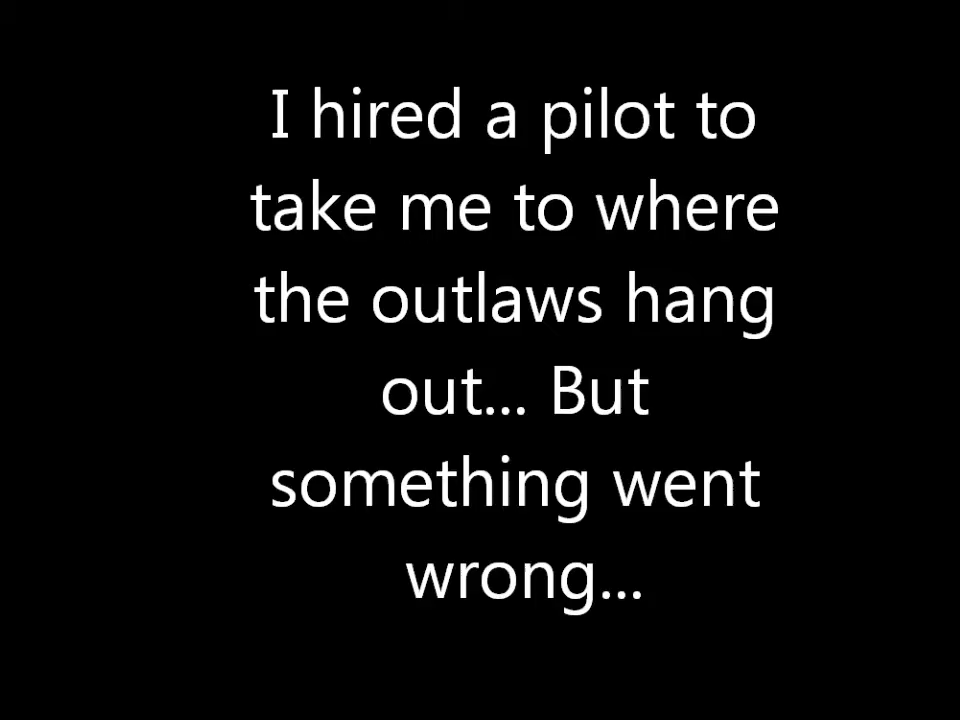 I hired a pilot to
take me to where
the outlaws hang
out... But
something went
wrong...